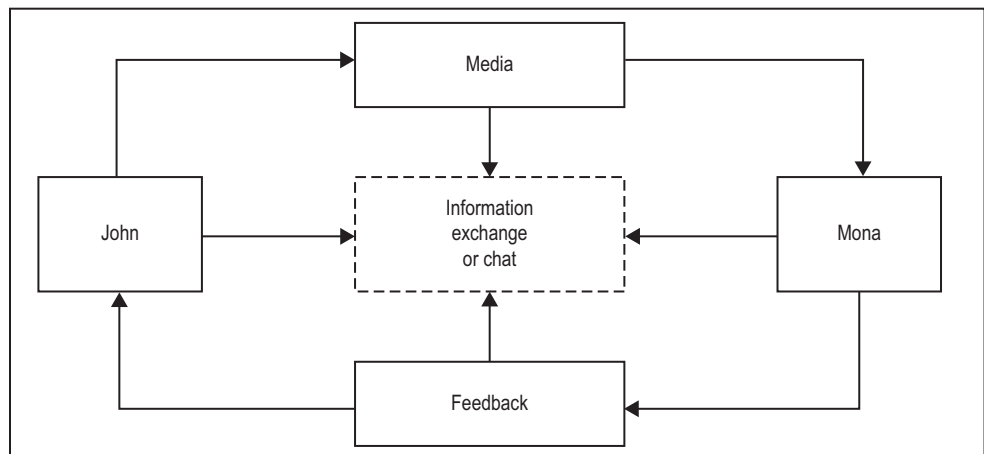 Media
John
Information
exchange
or chat
Mona
Feedback